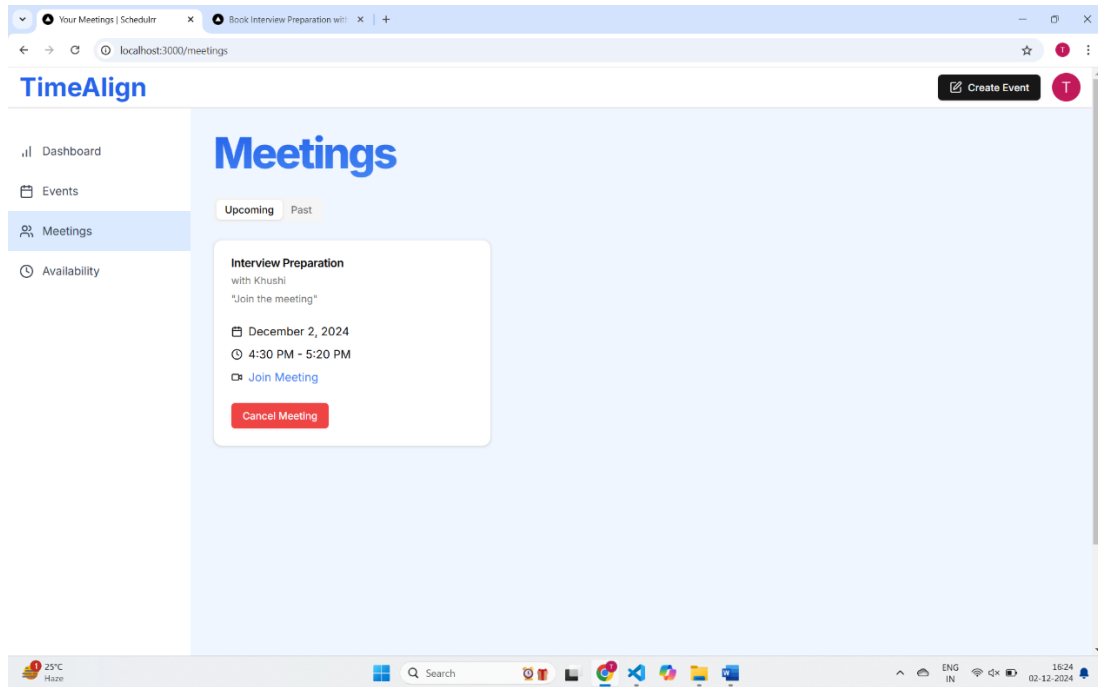 Your Meetings | Schedulrr
Book Interview Preparation with
localhost:3000/meetings
T
TimeAlign
Create Event
T
Dashboard
Events
Meetings
Availability
Meetings
Upcoming Past
Interview Preparation
with Khushi
"Join the meeting"
December 2, 2024
4:30 PM - 5:20 PM
Join Meeting
Cancel Meeting
1
25°C
Haze
Search
T
ENG
IN
16:24
02-12-2024